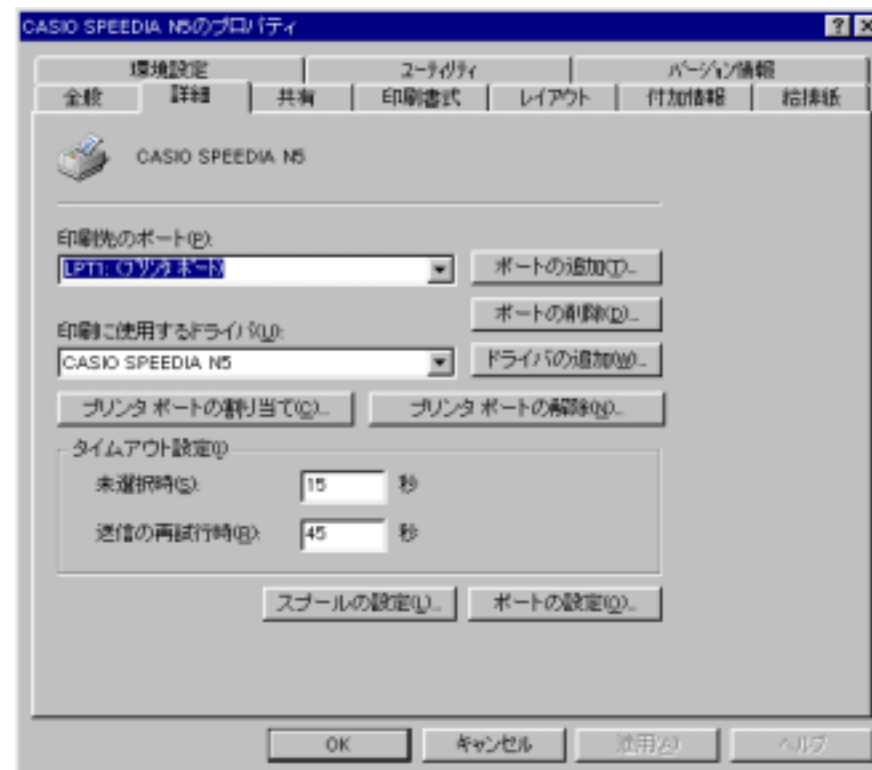 CASIO SPEEDIA N5のプロパティ
環境設定 ユーティリティ バージョン情報
全般 詳細 共有 印刷書式 レイアウト 付加情報 給排紙
CASIO SPEEDIA N5
印刷先のポート(P):
LPT1: (プリンタ ポート)
ポートの追加(T)...
ポートの削除(D)...
印刷に使用するドライバ(U):
CASIO SPEEDIA N5
ドライバの追加(W)...
プリンタ ポートの割り当て(C)... プリンタ ポートの解除(N)...
タイムアウト設定(I)
未選択時(S): 15 秒
送信の再試行時(R): 45 秒
スプールの設定(L)... ポートの設定(O)...
OK キャンセル 適用(A) ヘルプ